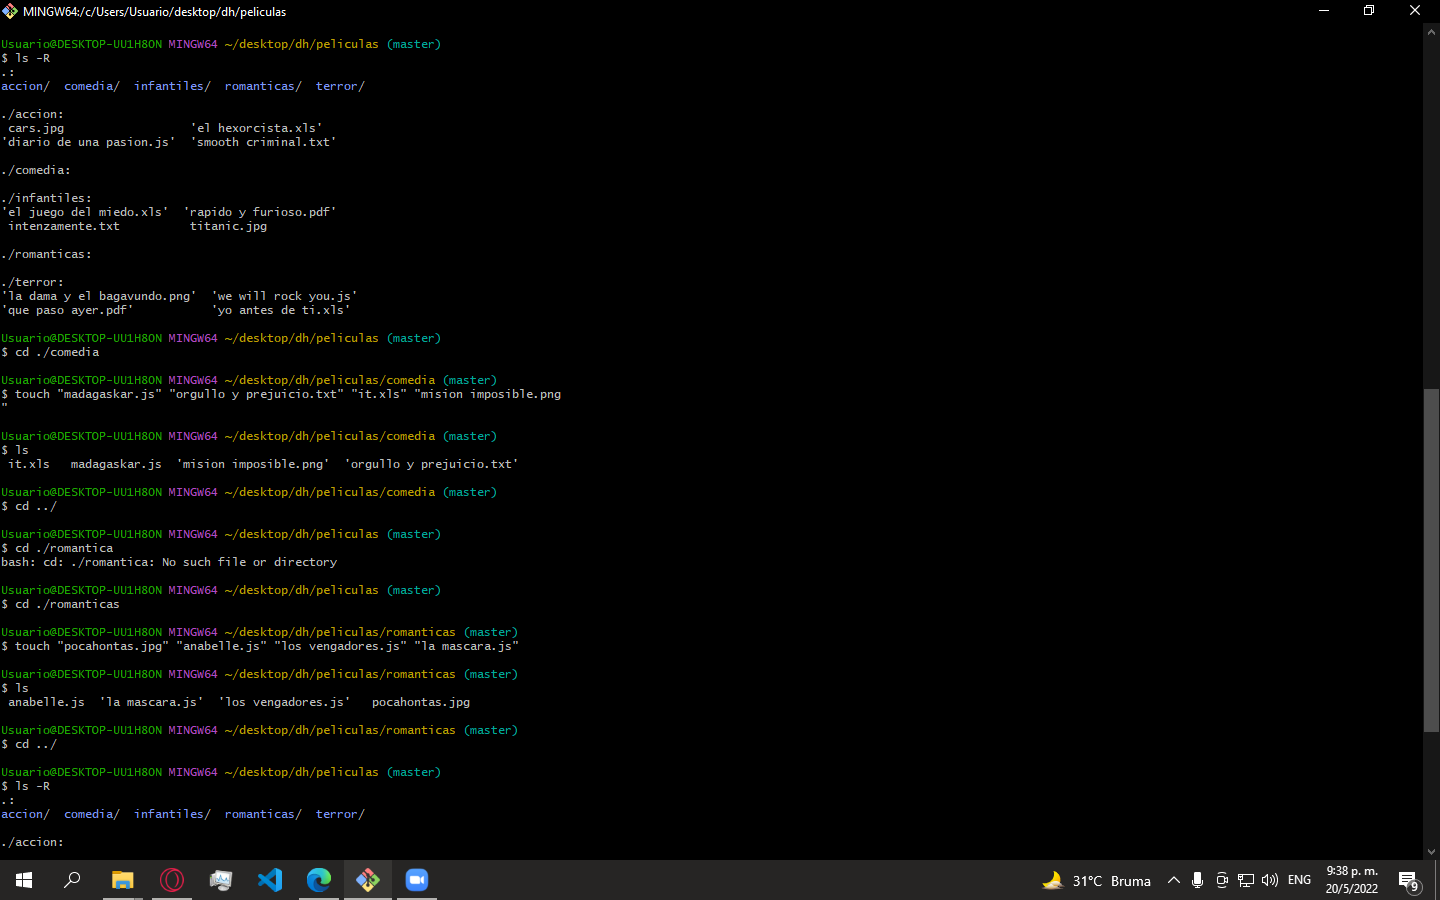 MINGW64:/c/Users/Usuario/desktop/dh/peliculas
Usuario@DESKTOP-UU1H8ON MINGW64 ~/desktop/dh/peliculas (master)
$ ls -R
.:
accion/  comedia/  infantiles/  romanticas/  terror/
./accion:
 cars.jpg                  'el hexorcista.xls'
'diario de una pasion.js'  'smooth criminal.txt'
./comedia:
./infantiles:
'el juego del miedo.xls'  'rapido y furioso.pdf'
 intenzamente.txt          titanic.jpg
./romanticas:
./terror:
'la dama y el bagavundo.png'  'we will rock you.js'
'que paso ayer.pdf'           'yo antes de ti.xls'
Usuario@DESKTOP-UU1H8ON MINGW64 ~/desktop/dh/peliculas (master)
$ cd ./comedia
Usuario@DESKTOP-UU1H8ON MINGW64 ~/desktop/dh/peliculas/comedia (master)
$ touch "madagaskar.js" "orgullo y prejuicio.txt" "it.xls" "mision imposible.png
"
Usuario@DESKTOP-UU1H8ON MINGW64 ~/desktop/dh/peliculas/comedia (master)
$ ls
 it.xls   madagaskar.js  'mision imposible.png'  'orgullo y prejuicio.txt'
Usuario@DESKTOP-UU1H8ON MINGW64 ~/desktop/dh/peliculas/comedia (master)
$ cd ../
Usuario@DESKTOP-UU1H8ON MINGW64 ~/desktop/dh/peliculas (master)
$ cd ./romantica
bash: cd: ./romantica: No such file or directory
Usuario@DESKTOP-UU1H8ON MINGW64 ~/desktop/dh/peliculas (master)
$ cd ./romanticas
Usuario@DESKTOP-UU1H8ON MINGW64 ~/desktop/dh/peliculas/romanticas (master)
$ touch "pocahontas.jpg" "anabelle.js" "los vengadores.js" "la mascara.js"
Usuario@DESKTOP-UU1H8ON MINGW64 ~/desktop/dh/peliculas/romanticas (master)
$ ls
 anabelle.js  'la mascara.js'  'los vengadores.js'   pocahontas.jpg
Usuario@DESKTOP-UU1H8ON MINGW64 ~/desktop/dh/peliculas/romanticas (master)
$ cd ../
Usuario@DESKTOP-UU1H8ON MINGW64 ~/desktop/dh/peliculas (master)
$ ls -R
.:
accion/  comedia/  infantiles/  romanticas/  terror/
./accion:
31°C Bruma
ENG
9:38 p. m.
20/5/2022
9